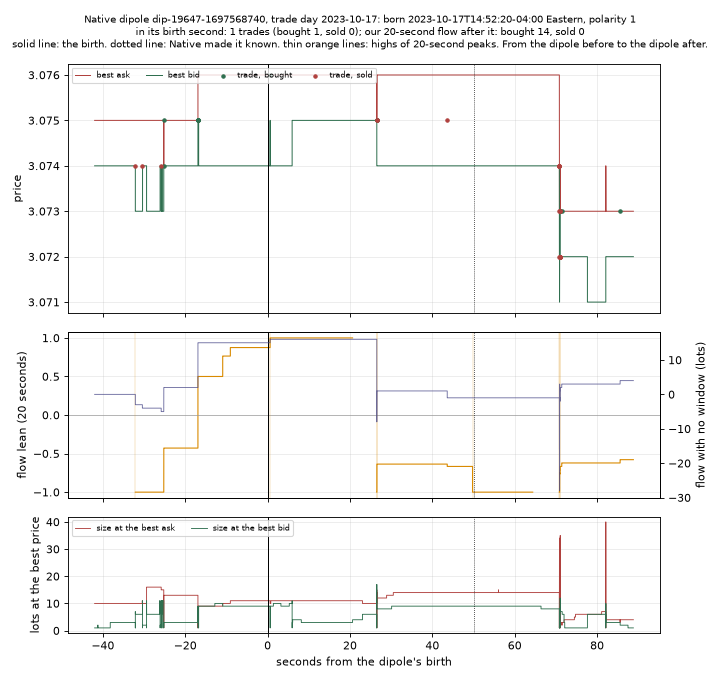 Native dipole dip-19647-1697568740, trade day 2023-10-17: born 2023-10-17T14:52:20-04:00 Eastern, polarity 1
in its birth second: 1 trades (bought 1, sold 0); our 20-second flow after it: bought 14, sold 0
solid line: the birth. dotted line: Native made it known. thin orange lines: highs of 20-second peaks. From the dipole before to the dipole after.
best ask
best bid
trade, bought
trade, sold
3.076
3.075
3.074
3.073
3.072
3.071
price
1.0
0.5
0.0
−0.5
−1.0
flow lean (20 seconds)
10
0
−10
−20
−30
flow with no window (lots)
size at the best ask
size at the best bid
40
30
20
10
0
lots at the best price
−40
−20
0
20
40
60
80
seconds from the dipole's birth